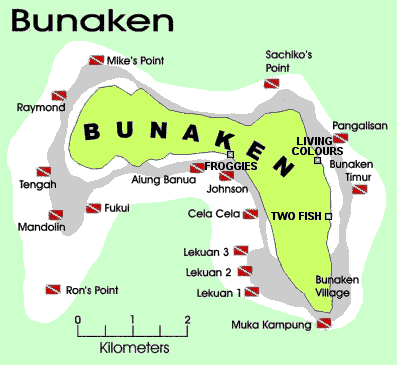 Bunaken
Mike's Point
Sachiko's
Point
Raymond
Pangalisan
BUNAKEN
LIVING
COLOURS
FROGGIES
Bunaken
Timur
Tengah
Alung Banua
Johnson
Mandolin
Fukui
Cela Cela
TWO FISH
Lekuan 3
Lekuan 2
Lekuan 1
Bunaken
Village
Ron's Point
Muka Kampung
0 1 2
Kilometers